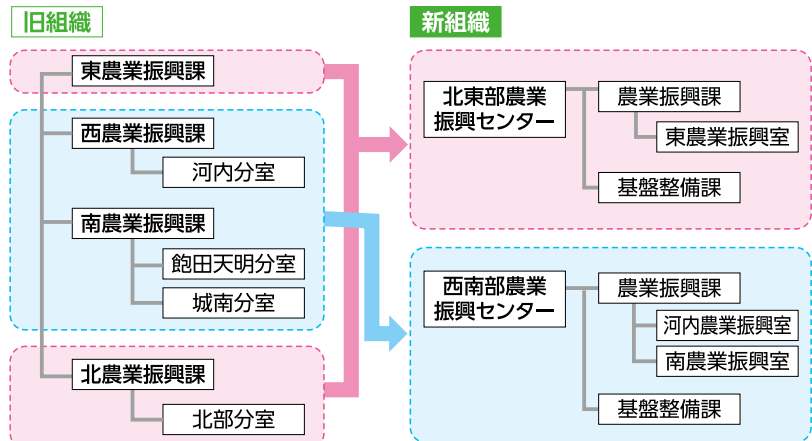 旧組織
東農業振興課
西農業振興課
河内分室
南農業振興課
飽田天明分室
城南分室
北農業振興課
北部分室
新組織
北東部農業
振興センター
農業振興課
東農業振興室
基盤整備課
西南部農業
振興センター
農業振興課
河内農業振興室
南農業振興室
基盤整備課